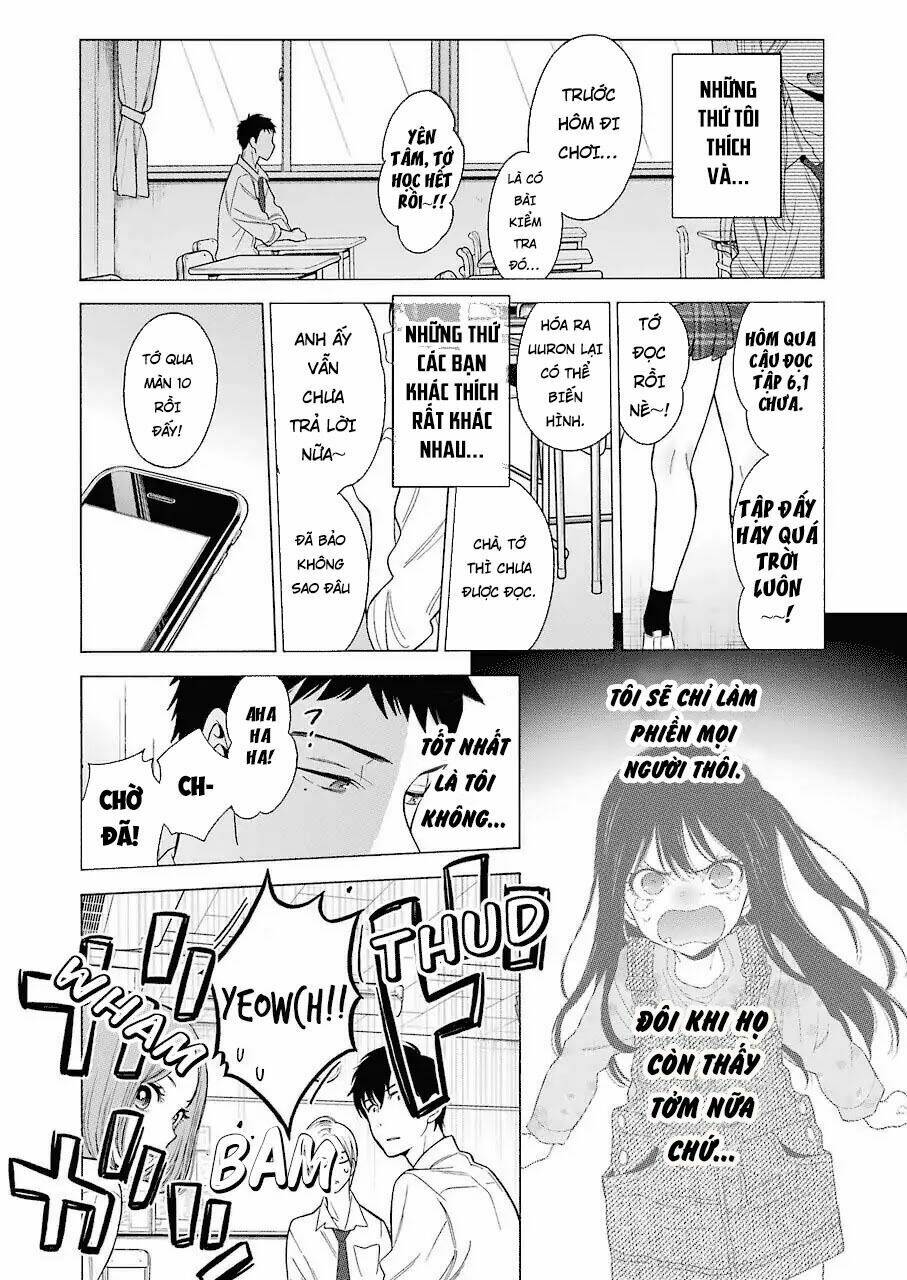 NHỮNG
THỨ TÔI
THÍCH
VÀ...
TRƯỚC
HÔM ĐI
CHƠI...
LÀ CÓ
BÀI
KIỂM
TRA
ĐÓ...
YÊN
TÂM, TỚ
HỌC HẾT
RỒI~!!
HÔM QUA
CẬU ĐỌC
TẬP 6,1
CHƯA.
TẬP ĐẤY
HAY QUÁ
TRỜI
LUÔN
~~!
TỚ
ĐỌC
RỒI
NÈ~!
HÓA RA
UURON LẠI
CÓ THỂ
BIẾN
HÌNH.
CHÀ, TỚ
THÌ CHƯA
ĐƯỢC ĐỌC.
NHỮNG THỨ
CÁC BẠN
KHÁC THÍCH
RẤT KHÁC
NHAU...
ANH ẤY
VẪN
CHƯA
TRẢ LỜI
NỮA~
ĐÃ BẢO
KHÔNG
SAO ĐÂU
TỚ QUA
MÀN 10
RỒI
ĐẤY!
TÔI SẼ CHỈ LÀM
PHIỀN MỌI
NGƯỜI THÔI.
ĐÔI KHI HỌ
CÒN THẤY
TỞM NỮA
CHỨ...
TỐT NHẤT
LÀ TÔI
KHÔNG...
?
AHA
HA
HA!
CH-
CHỜ
ĐÃ!
THUD
ド
YEOWCH!!
WHAM
ガガ
BAM
ガ